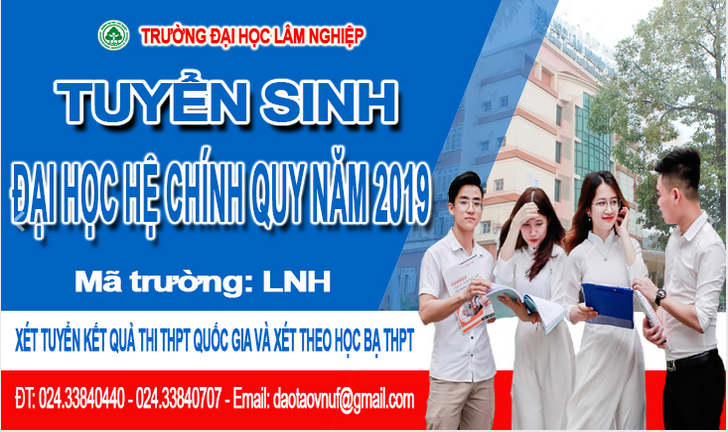 TRƯỜNG ĐẠI HỌC LÂM NGHIỆP
TUYỂN SINH
ĐẠI HỌC HỆ CHÍNH QUY NĂM 2019
Mã trường: LNH
XÉT TUYỂN KẾT QUẢ THI THPT QUỐC GIA VÀ XÉT THEO HỌC BẠ THPT
ĐT: 024.33840440 - 024.33840707 - Email: daotaovnuf@gmail.com